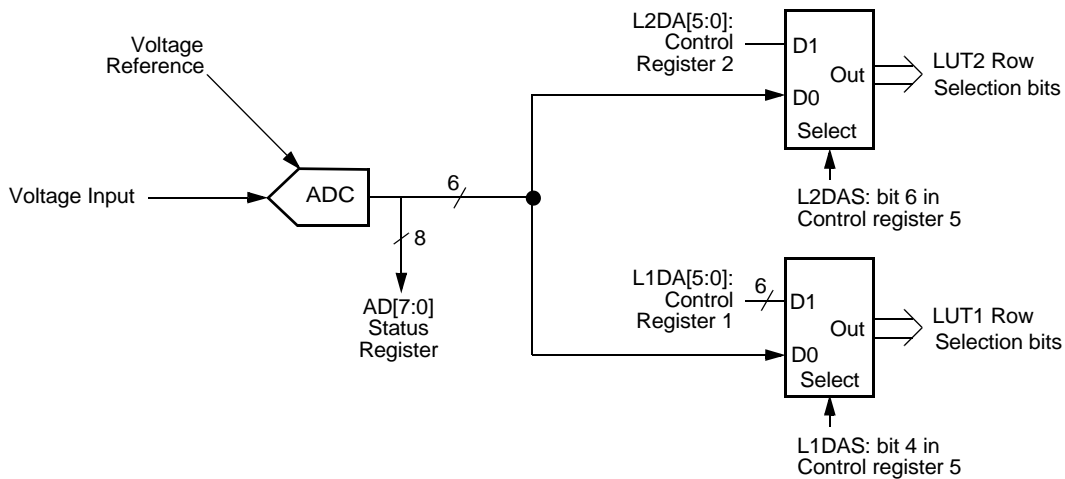 L2DA[5:0]:
Control
Register 2
D1
Out
D0
Select
LUT2 Row
Selection bits
L2DAS: bit 6 in
Control register 5
Voltage
Reference
Voltage Input
ADC
6
8
AD[7:0]
Status
Register
L1DA[5:0]:
Control
Register 1
6
D1
Out
D0
Select
LUT1 Row
Selection bits
L1DAS: bit 4 in
Control register 5